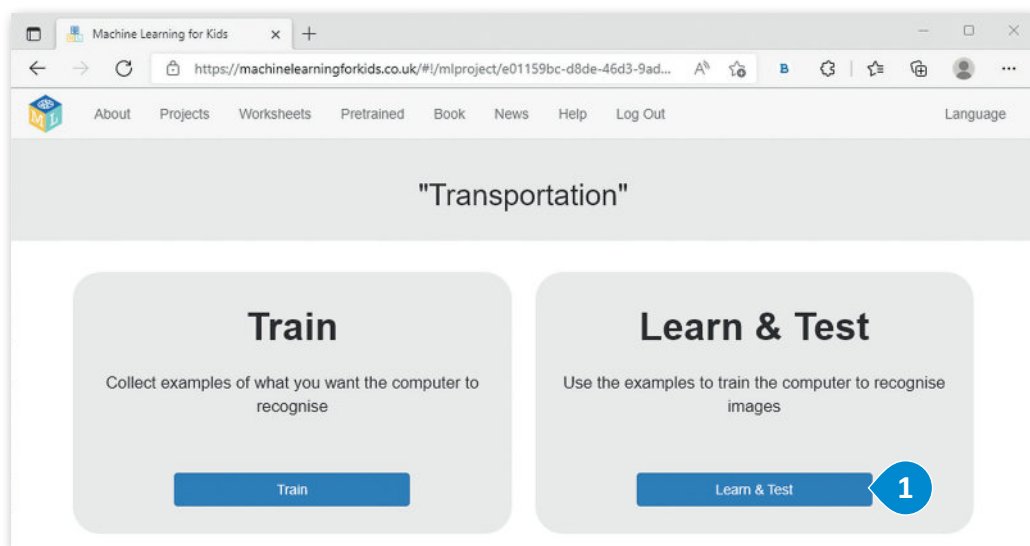 Machine Learning for Kids
https://machinelearningforkids.co.uk/#!/mlproject/e01159bc-d8de-46d3-9ad...
B
ML
About Projects Worksheets Pretrained Book News Help Log Out Language
"Transportation"
Train
Collect examples of what you want the computer to
recognise
Train
Learn & Test
Use the examples to train the computer to recognise
images
Learn & Test
1